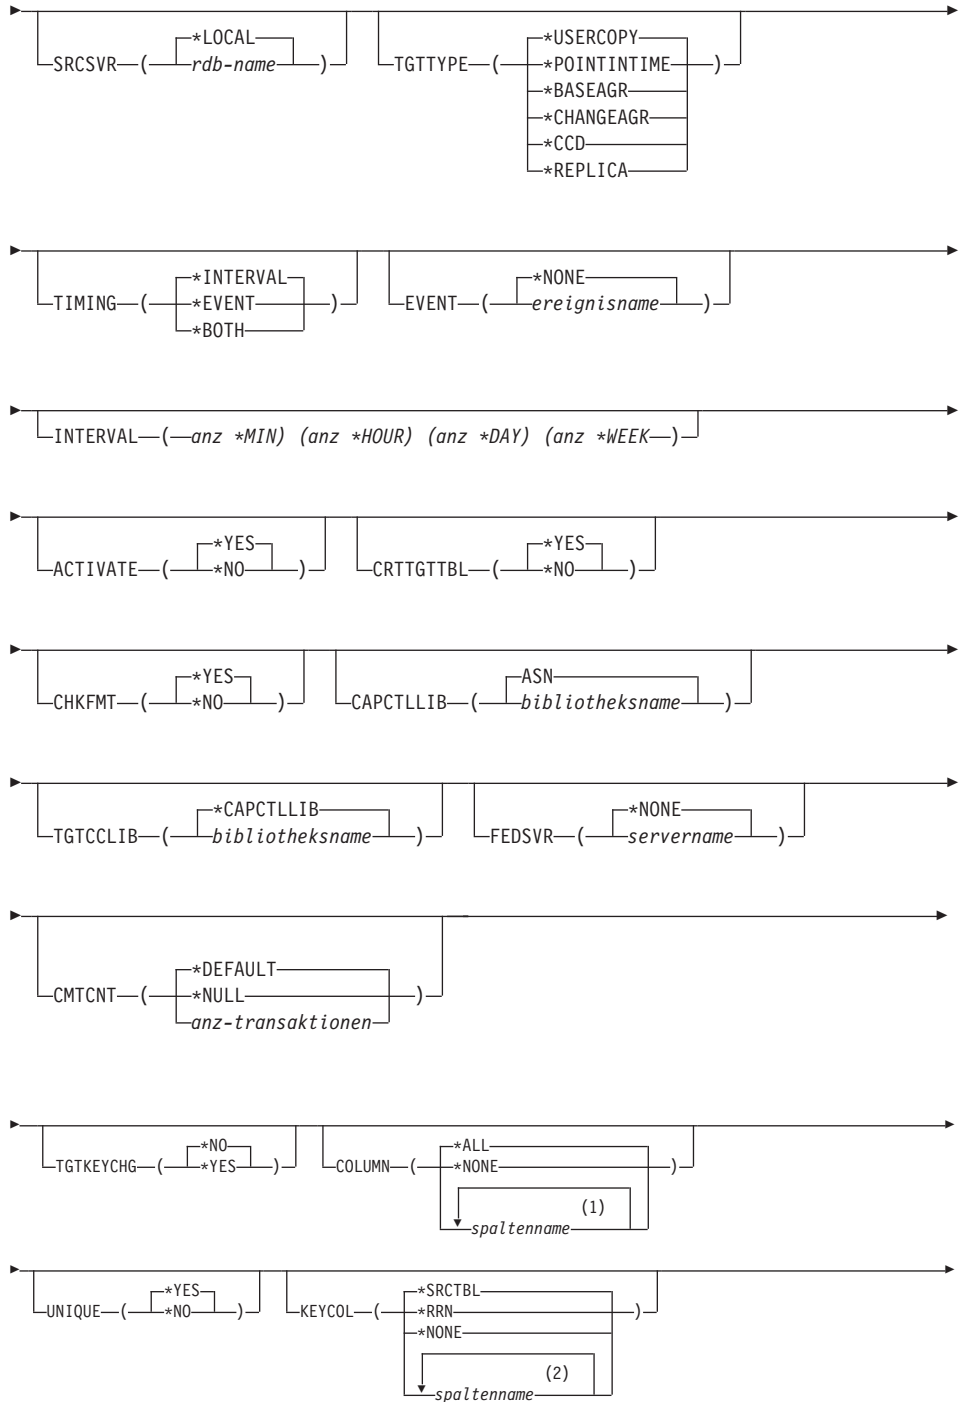 *LOCAL
SRCSVR ( rdb-name )
*USERCOPY
TGTTYPE ( *POINTINTIME )
*BASEAGR
*CHANGEAGR
*CCD
*REPLICA
*INTERVAL
TIMING ( *EVENT )
*BOTH
*NONE
EVENT ( ereignisname )
INTERVAL ( anz *MIN) (anz *HOUR) (anz *DAY) (anz *WEEK )
*YES
ACTIVATE ( *NO )
*YES
CRTTGTTBL ( *NO )
*YES
CHKFMT ( *NO )
ASN
CAPCTLLIB ( bibliotheksname )
*CAPCTLLIB
TGTCCLIB ( bibliotheksname )
*NONE
FEDSVR ( servername )
*DEFAULT
CMTCNT ( *NULL )
anz-transaktionen
*NO
TGTKEYCHG ( *YES )
*ALL
COLUMN ( *NONE )
(1)
spaltenname
*YES
UNIQUE ( *NO )
*SRCTBL
KEYCOL ( *RRN )
*NONE
(2)
spaltenname